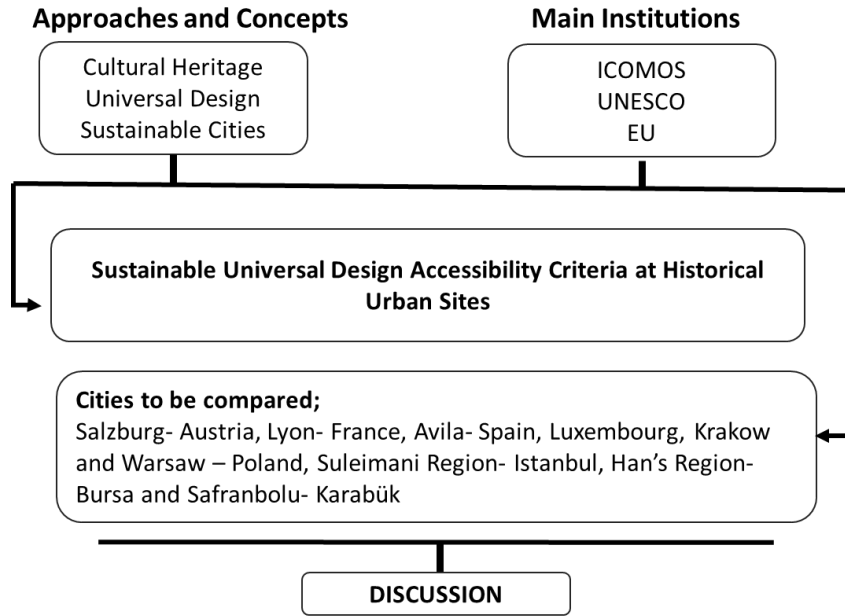 Approaches and Concepts
Cultural Heritage
Universal Design
Sustainable Cities
Main Institutions
ICOMOS
UNESCO
EU
Sustainable Universal Design Accessibility Criteria at Historical
Urban Sites
Cities to be compared;
Salzburg- Austria, Lyon- France, Avila- Spain, Luxembourg, Krakow
and Warsaw – Poland, Suleimani Region- Istanbul, Han's Region-
Bursa and Safranbolu- Karabük
DISCUSSION